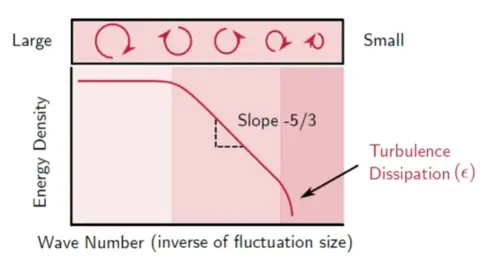 Large
Small
Energy Density
Slope -5/3
Turbulence
Dissipation (ϵ)
Wave Number (inverse of fluctuation size)